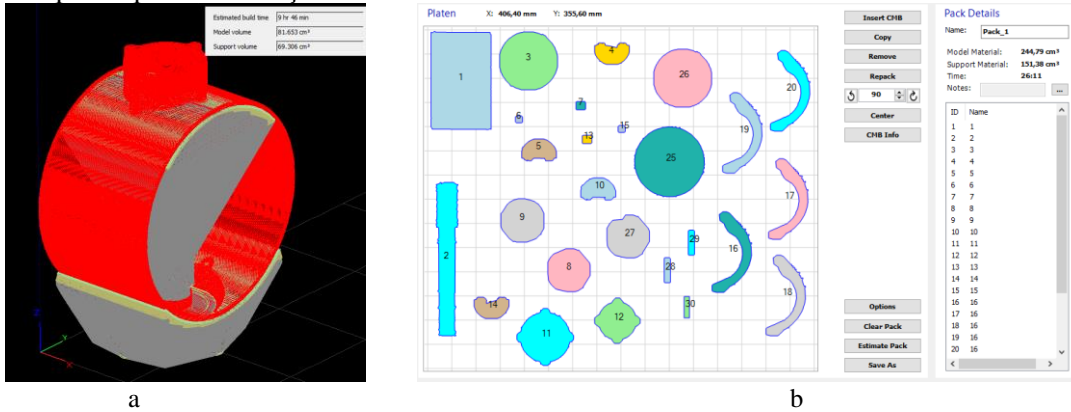 Estimated build time 9 hr 46 min
Model volume 81.653 cm³
Support volume 69.306 cm³
Z
Y
X
a
Platen X: 406,40 mm Y: 355,60 mm
1
3
4
26
20
6
7
15
13
19
5
25
10
17
9
27
2
29
16
8
28
18
14
30
12
11
Insert CMB
Copy
Remove
Repack
90
Center
CMB Info
Options
Clear Pack
Estimate Pack
Save As
Pack Details
Name: Pack_1
Model Material: 244,79 cm³
Support Material: 151,38 cm³
Time: 26:11
Notes: ...
ID Name
1 1
2 2
3 3
4 4
5 5
6 6
7 7
8 8
9 9
10 10
11 11
12 12
13 13
14 14
15 15
16 16
17 16
18 16
19 16
20 16
b